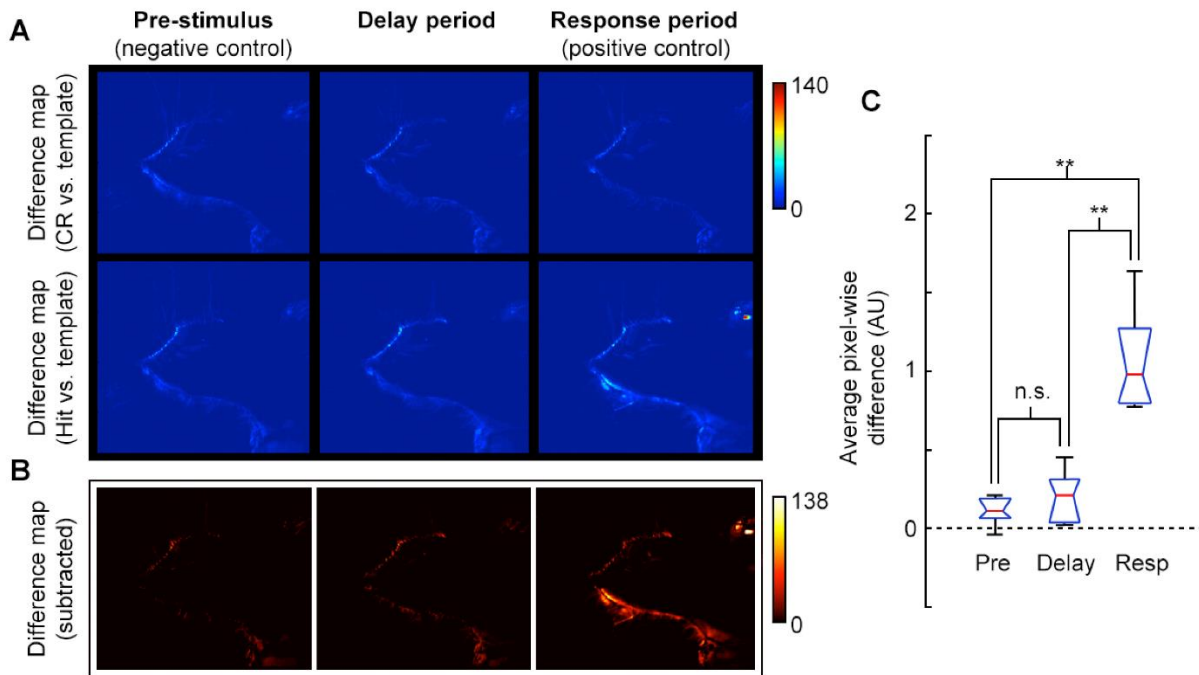 A
Pre-stimulus
(negative control)
Delay period
Response period
(positive control)
Difference map
(CR vs. template)
140
0
Difference map
(Hit vs. template)
B
Difference map
(subtracted)
138
0
C
Average pixel-wise
difference (AU)
2
1
0
**
**
n.s.
Pre
Delay
Resp